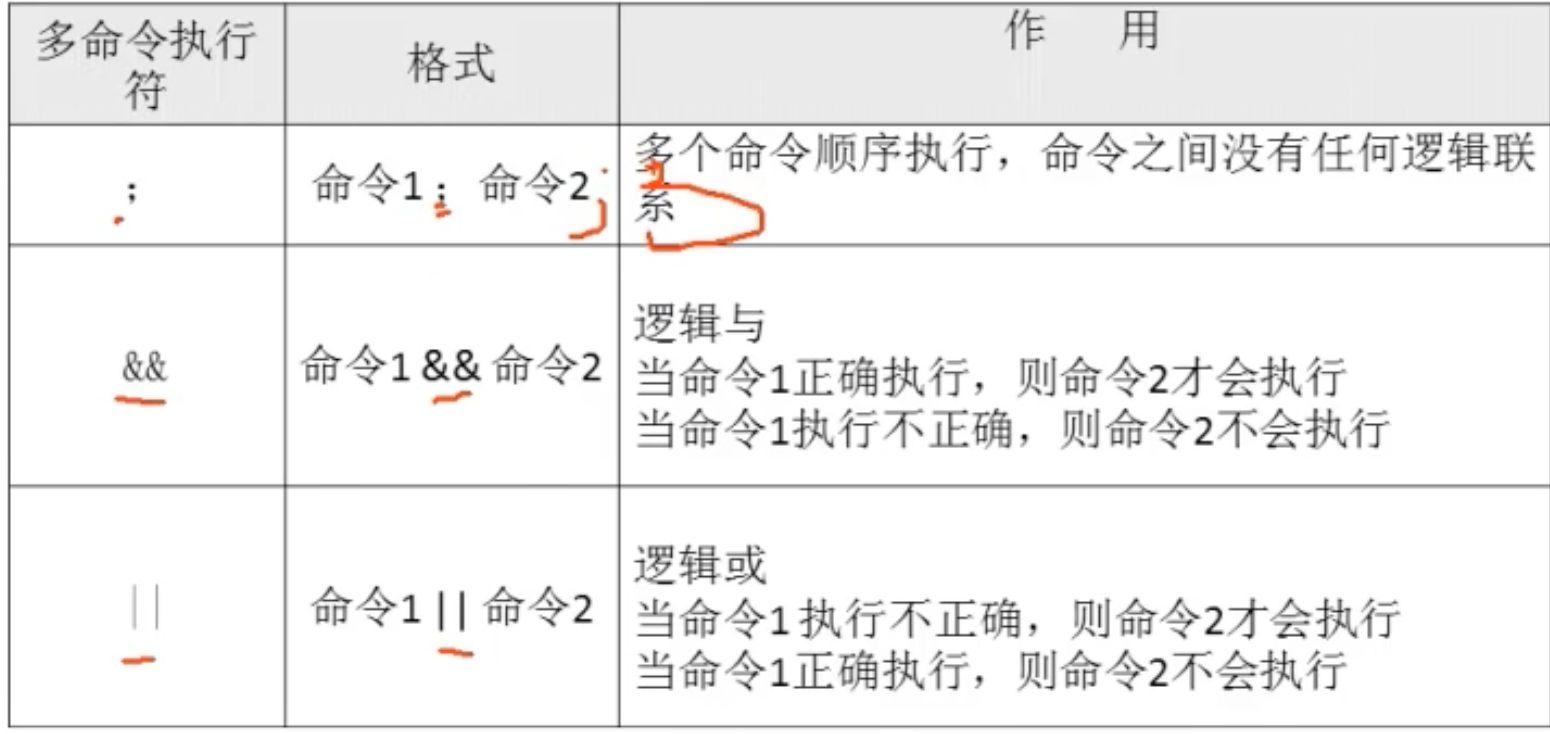 多命令执行
符
格式
作 用
;
命令1; 命令2
多个命令顺序执行，命令之间没有任何逻辑联
系
&&
命令1 && 命令2
逻辑与
当命令1正确执行，则命令2才会执行
当命令1执行不正确，则命令2不会执行
||
命令1 || 命令2
逻辑或
当命令1 执行不正确，则命令2才会执行
当命令1正确执行，则命令2不会执行